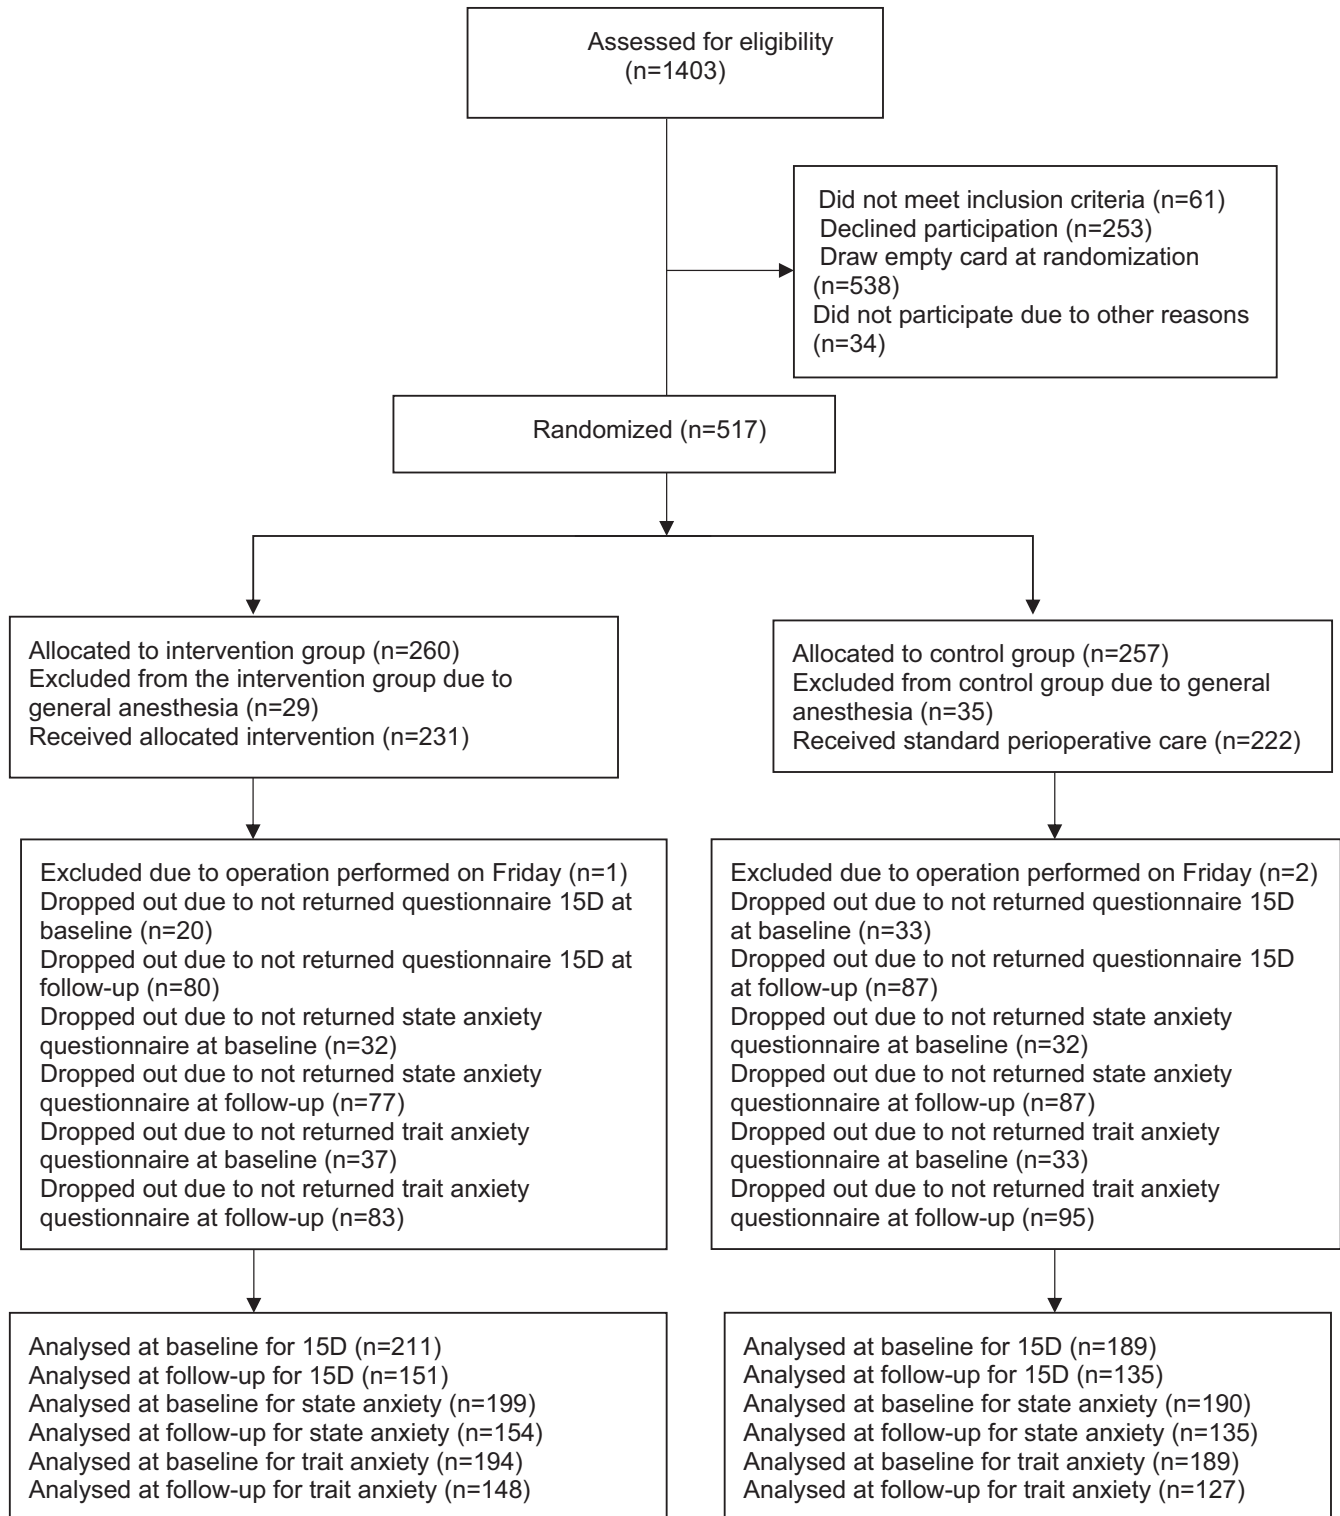 Assessed for eligibility
(n=1403)
Did not meet inclusion criteria (n=61)
Declined participation (n=253)
Draw empty card at randomization
(n=538)
Did not participate due to other reasons
(n=34)
Randomized (n=517)
Allocated to intervention group (n=260)
Excluded from the intervention group due to
general anesthesia (n=29)
Received allocated intervention (n=231)
Allocated to control group (n=257)
Excluded from control group due to general
anesthesia (n=35)
Received standard perioperative care (n=222)
Excluded due to operation performed on Friday (n=1)
Dropped out due to not returned questionnaire 15D at
baseline (n=20)
Dropped out due to not returned questionnaire 15D at
follow-up (n=80)
Dropped out due to not returned state anxiety
questionnaire at baseline (n=32)
Dropped out due to not returned state anxiety
questionnaire at follow-up (n=77)
Dropped out due to not returned trait anxiety
questionnaire at baseline (n=37)
Dropped out due to not returned trait anxiety
questionnaire at follow-up (n=83)
Excluded due to operation performed on Friday (n=2)
Dropped out due to not returned questionnaire 15D
at baseline (n=33)
Dropped out due to not returned questionnaire 15D
at follow-up (n=87)
Dropped out due to not returned state anxiety
questionnaire at baseline (n=32)
Dropped out due to not returned state anxiety
questionnaire at follow-up (n=87)
Dropped out due to not returned trait anxiety
questionnaire at baseline (n=33)
Dropped out due to not returned trait anxiety
questionnaire at follow-up (n=95)
Analysed at baseline for 15D (n=211)
Analysed at follow-up for 15D (n=151)
Analysed at baseline for state anxiety (n=199)
Analysed at follow-up for state anxiety (n=154)
Analysed at baseline for trait anxiety (n=194)
Analysed at follow-up for trait anxiety (n=148)
Analysed at baseline for 15D (n=189)
Analysed at follow-up for 15D (n=135)
Analysed at baseline for state anxiety (n=190)
Analysed at follow-up for state anxiety (n=135)
Analysed at baseline for trait anxiety (n=189)
Analysed at follow-up for trait anxiety (n=127)